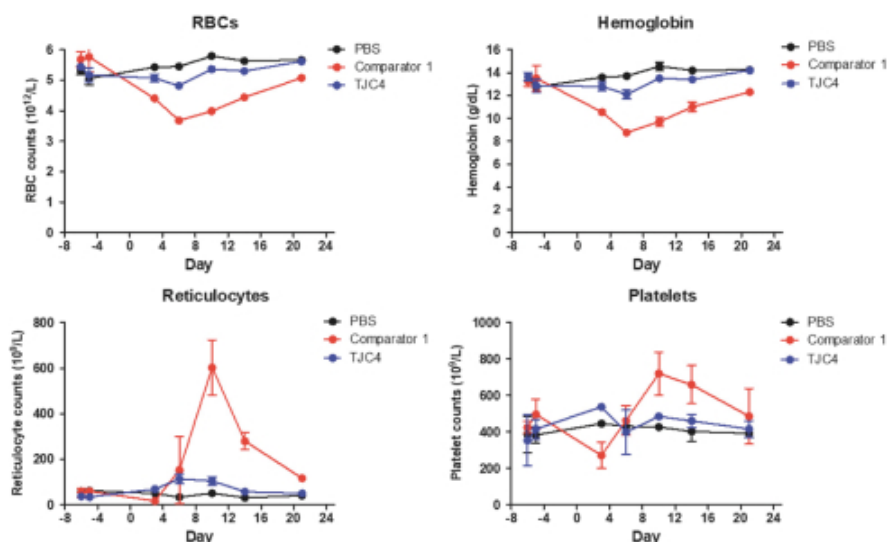 RBCs
RBC counts (10¹²/L)
6
5
4
3
2
1
0
-8 -4 0 4 8 12 16 20 24
Day
PBS
Comparator 1
TJC4
Hemoglobin
Hemoglobin (g/dL)
16
14
12
10
8
6
4
2
0
-8 -4 0 4 8 12 16 20 24
Day
PBS
Comparator 1
TJC4
Reticulocytes
Reticulocyte counts (10⁹/L)
800
600
400
200
0
-8 -4 0 4 8 12 16 20 24
Day
PBS
Comparator 1
TJC4
Platelets
Platelet counts (10⁹/L)
1000
800
600
400
200
0
-8 -4 0 4 8 12 16 20 24
Day
PBS
Comparator 1
TJC4